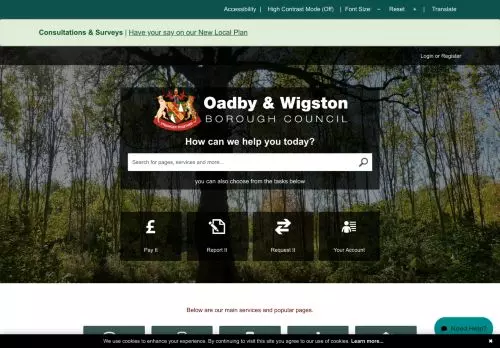 Accessibility | High Contrast Mode (Off) | Font Size: − Reset + | Translate
Consultations & Surveys | Have your say on our New Local Plan
Login or Register
Oadby & Wigston
BOROUGH COUNCIL
How can we help you today?
Search for pages, services and more...
you can also choose from the tasks below
Pay It Report It Request It Your Account
Below are our main services and popular pages.
Need Help?
We use cookies to enhance your experience. By continuing to visit this site you agree to our use of cookies. Learn more... ✖